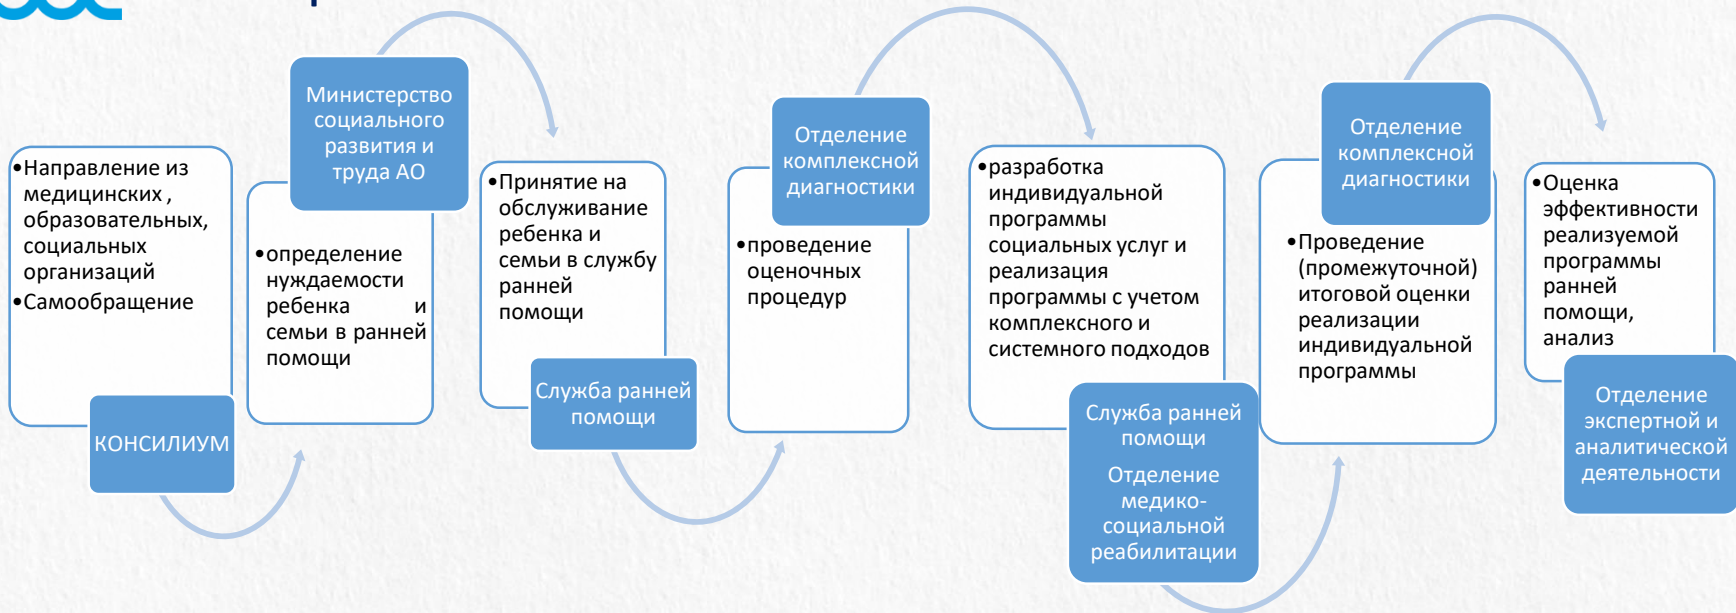 •Направление из
медицинских ,
образовательных,
социальных
организаций
•Самообращение
КОНСИЛИУМ
Министерство
социального
развития и
труда АО
•определение
нуждаемости
ребенка и
семьи в ранней
помощи
•Принятие на
обслуживание
ребенка и
семьи в службу
ранней
помощи
Служба ранней
помощи
Отделение
комплексной
диагностики
•проведение
оценочных
процедур
•разработка
индивидуальной
программы
социальных услуг и
реализация
программы с учетом
комплексного и
системного подходов
Служба ранней
помощи
Отделение
медико-
социальной
реабилитации
Отделение
комплексной
диагностики
•Проведение
(промежуточной)
итоговой оценки
реализации
индивидуальной
программы
•Оценка
эффективности
реализуемой
программы
ранней
помощи,
анализ
Отделение
экспертной и
аналитической
деятельности